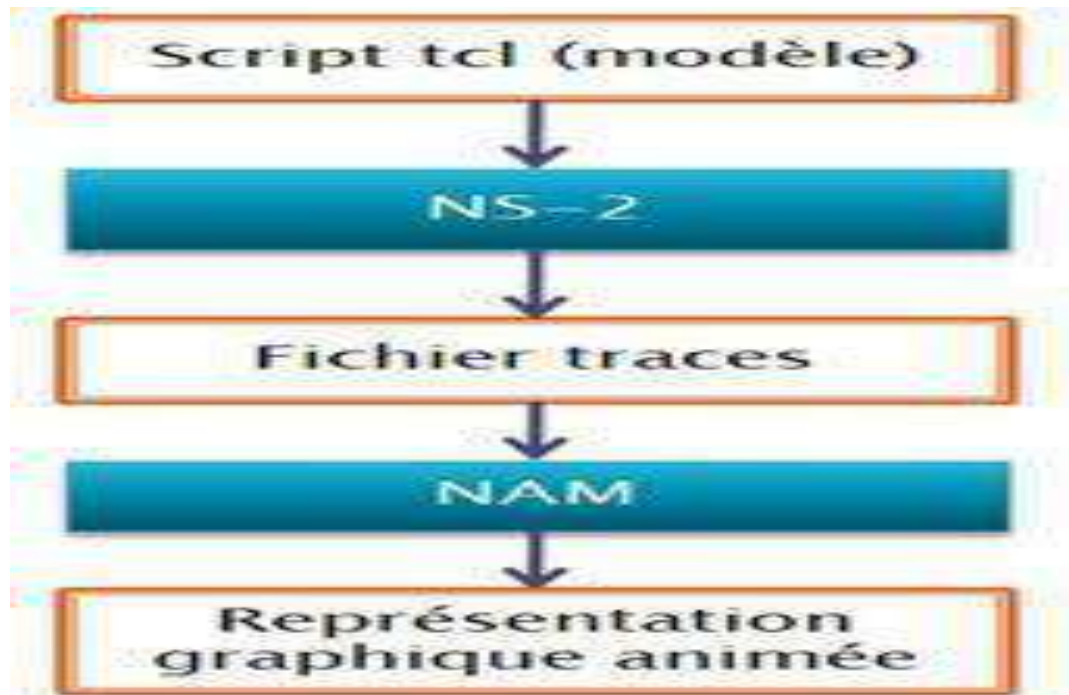 Script tcl (modèle)
NS-2
Fichier traces
NAM
Représentation
graphique animée